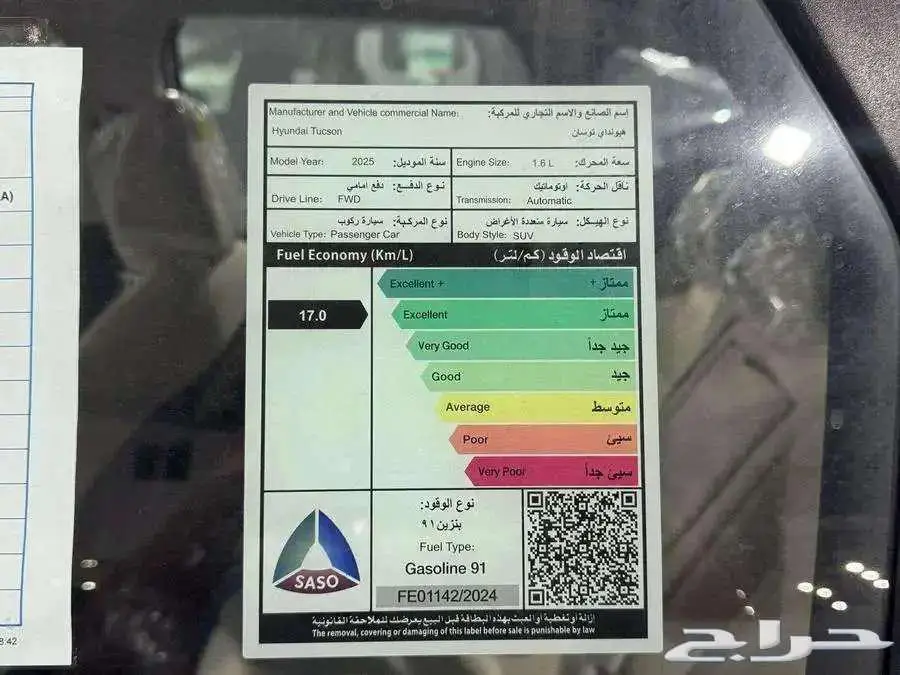 A)
Manufacturer and Vehicle commercial Name: إسم الصانع والاسم التجاري للمركبة:
Hyundai Tucson هيونداي توسان
Model Year: 2025 سنة الموديل:
Engine Size: 1.6 L سعة المحرك:
نوع الدفع: دفع امامي
Drive Line: FWD
ناقل الحركة: اوتوماتيك
Transmission: Automatic
نوع المركبة: سيارة ركوب
Vehicle Type: Passenger Car
نوع الهيكل: سيارة متعددة الأغراض
Body Style: SUV
Fuel Economy (Km/L) اقتصاد الوقود (كم/لتر)
Excellent + ممتاز +
17.0
Excellent ممتاز
Very Good جيد جداً
Good جيد
Average متوسط
Poor سيئ
Very Poor سيئ جداً
SASO
نوع الوقود:
بنزين ٩١
Fuel Type:
Gasoline 91
FE01142/2024
إزالة أو تغطية أو العبث بهذه البطاقة قبل البيع يعرضك للملاحقة القانونية
The removal, covering or damaging of this label before sale is punishable by law
8:42
حراج